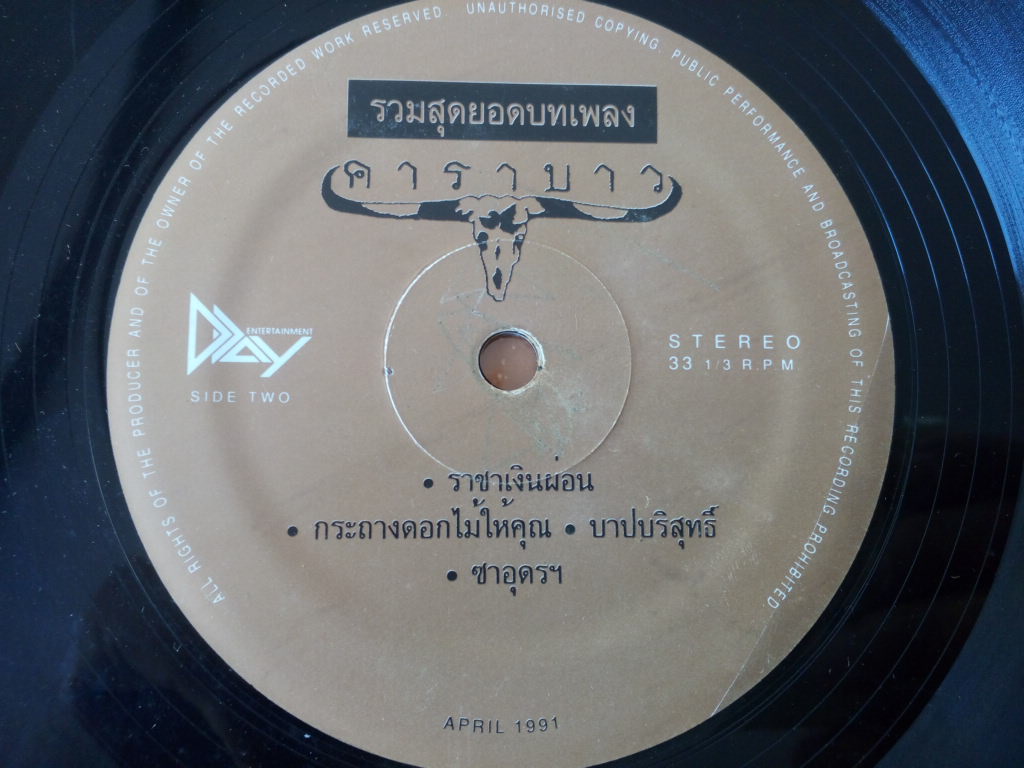 ALL RIGHTS OF THE PRODUCER AND OF THE OWNER OF THE RECORDED WORK RESERVED. UNAUTHORISED COPYING, PUBLIC PERFORMANCE AND BROADCASTING OF THIS RECORDING PROHIBITED
รวมสุดยอดบทเพลง
คาราบาว
D-Day ENTERTAINMENT
SIDE TWO
STEREO
33 1/3 R.P.M.
• ราชาเงินผ่อน
• กระถางดอกไม้ให้คุณ • บาปบริสุทธิ์
• ซาอุดรฯ
APRIL 1991